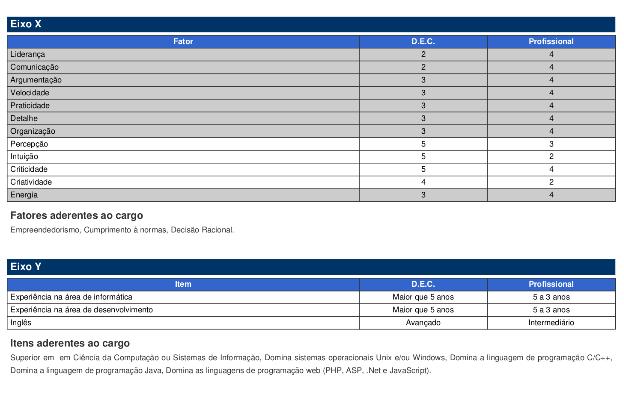 Eixo X
Fator D.E.C. Profissional
Liderança 2 4
Comunicação 2 4
Argumentação 3 4
Velocidade 3 4
Praticidade 3 4
Detalhe 3 4
Organização 3 4
Percepção 5 3
Intuição 5 2
Criticidade 5 4
Criatividade 4 2
Energia 3 4
Fatores aderentes ao cargo
Empreendedorismo, Cumprimento à normas, Decisão Racional.
Eixo Y
Item D.E.C. Profissional
Experiência na área de informática Maior que 5 anos 5 a 3 anos
Experiência na área de desenvolvimento Maior que 5 anos 5 a 3 anos
Inglês Avançado Intermediário
Itens aderentes ao cargo
Superior em em Ciência da Computação ou Sistemas de Informação, Domina sistemas operacionais Unix e/ou Windows, Domina a linguagem de programação C/C++,
Domina a linguagem de programação Java, Domina as linguagens de programação web (PHP, ASP, .Net e JavaScript).